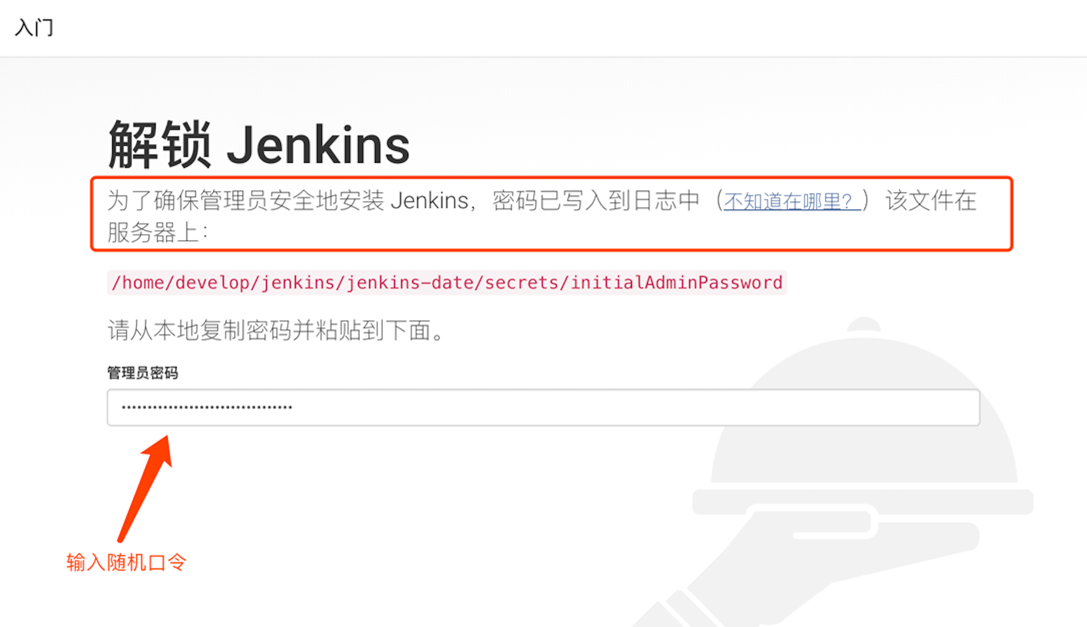 入门
解锁 Jenkins
为了确保管理员安全地安装 Jenkins，密码已写入到日志中（不知道在哪里？）该文件在
服务器上：
/home/develop/jenkins/jenkins-date/secrets/initialAdminPassword
请从本地复制密码并粘贴到下面。
管理员密码
•••••••••••••••••••••••••••••••••
输入随机口令